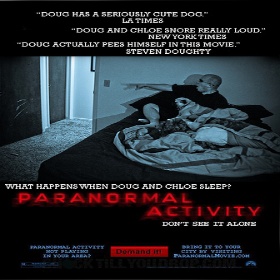 "DOUG HAS A SERIOUSLY CUTE DOG."
LA TIMES
"DOUG AND CHLOE SNORE REALLY LOUD."
NEW YORK TIMES
"DOUG ACTUALLY PEES HIMSELF IN THIS MOVIE."
STEVEN DOUGHTY
WHAT HAPPENS WHEN DOUG AND CHLOE SLEEP?
PARANORMAL
ACTIVITY
DON'T SEE IT ALONE
PARANORMAL ACTIVITY
NOT PLAYING
IN YOUR AREA?
Demand it!
BRING IT TO YOUR
CITY BY VISITING
PARANORMALMOVIE.COM